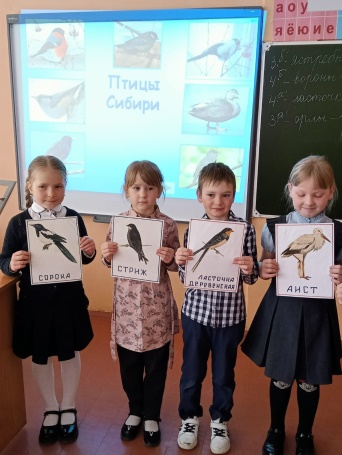 а о у
я ё ю и е
Птицы
Сибири
СОРОКА
СТРИЖ
ЛАСТОЧКА
ДЕРЕВЕНСКАЯ
АИСТ